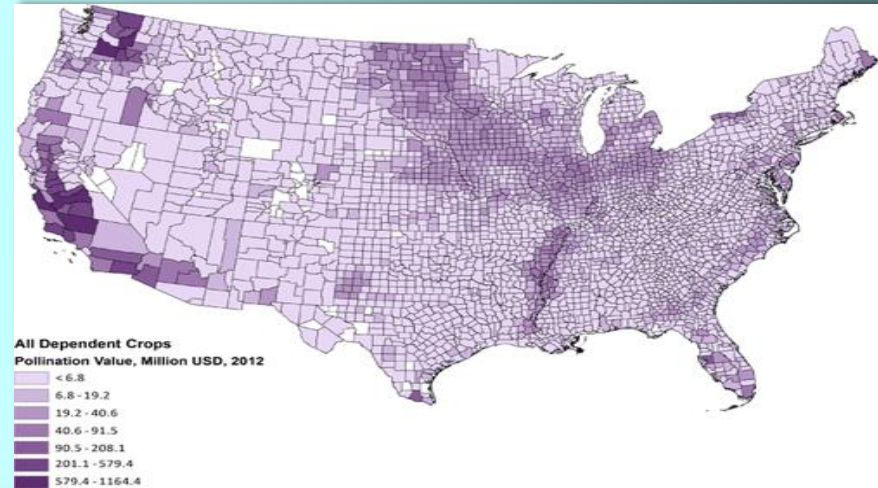 All Dependent Crops
Pollination Value, Million USD, 2012
< 6.8
6.8 - 19.2
19.2 - 40.6
40.6 - 91.5
90.5 - 208.1
201.1 - 579.4
579.4 - 1164.4